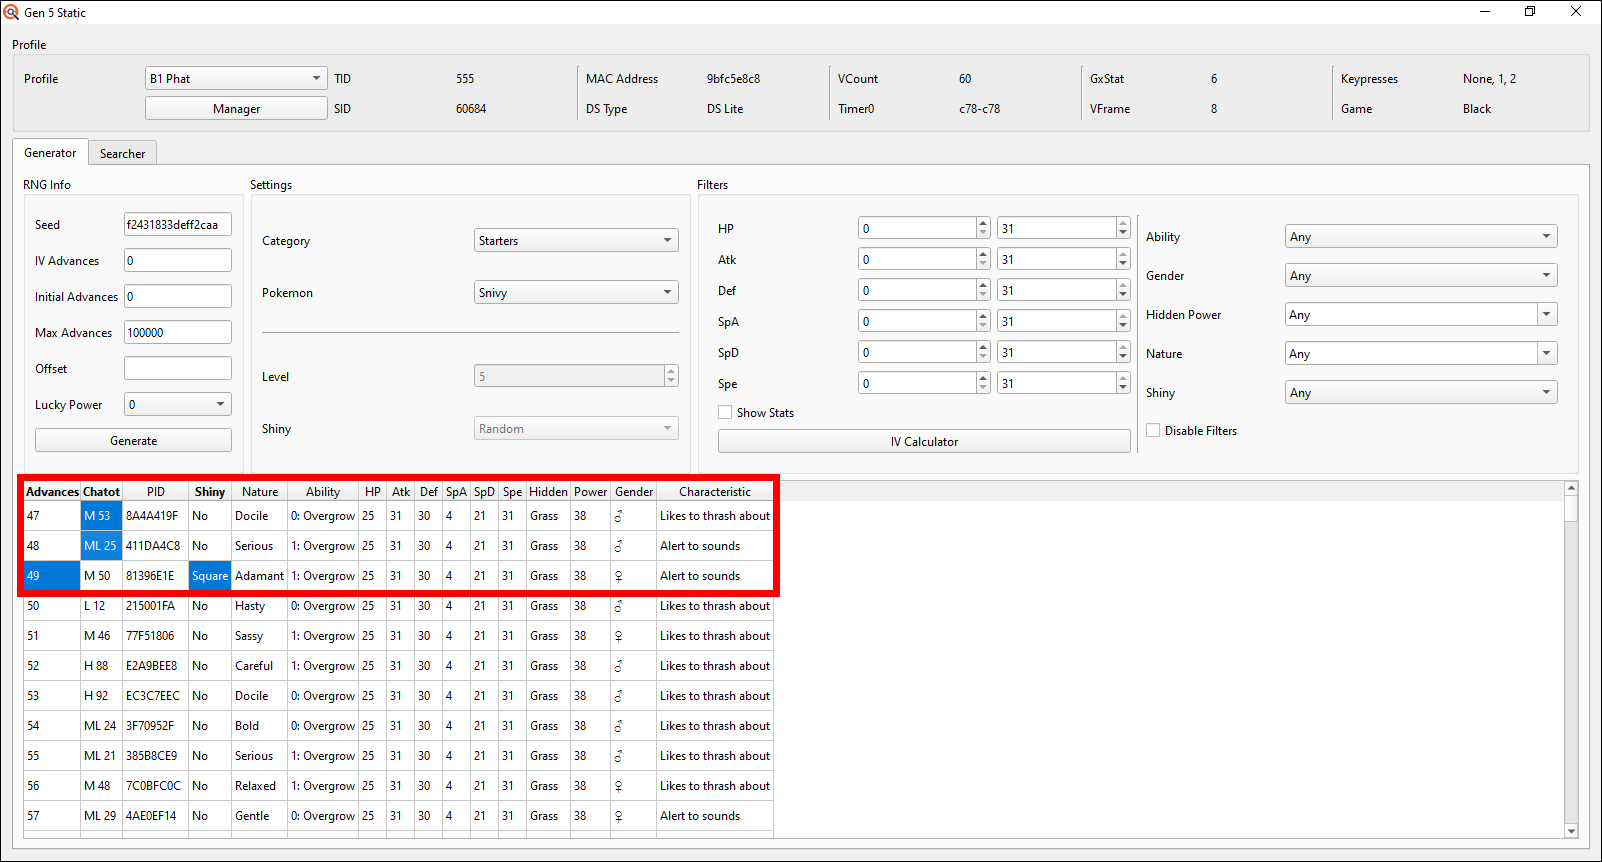 Gen 5 Static
Profile
Profile B1 Phat TID 555 MAC Address 9bfc5e8c8 VCount 60 GxStat 6 Keypresses None, 1, 2
Manager SID 60684 DS Type DS Lite Timer0 c78-c78 VFrame 8 Game Black
Generator Searcher
RNG Info Settings Filters
Seed f2431833deff2caa
IV Advances 0
Initial Advances 0
Max Advances 100000
Offset
Lucky Power 0
Generate
Category Starters
Pokemon Snivy
Level 5
Shiny Random
HP 0 31
Atk 0 31
Def 0 31
SpA 0 31
SpD 0 31
Spe 0 31
Show Stats
IV Calculator
Ability Any
Gender Any
Hidden Power Any
Nature Any
Shiny Any
Disable Filters
Advances Chatot PID Shiny Nature Ability HP Atk Def SpA SpD Spe Hidden Power Gender Characteristic
47 M 53 8A4A419F No Docile 0: Overgrow 25 31 30 4 21 31 Grass 38 ♂ Likes to thrash about
48 ML 25 411DA4C8 No Serious 1: Overgrow 25 31 30 4 21 31 Grass 38 ♂ Alert to sounds
49 M 50 81396E1E Square Adamant 1: Overgrow 25 31 30 4 21 31 Grass 38 ♀ Alert to sounds
50 L 12 215001FA No Hasty 0: Overgrow 25 31 30 4 21 31 Grass 38 ♂ Likes to thrash about
51 M 46 77F51806 No Sassy 1: Overgrow 25 31 30 4 21 31 Grass 38 ♀ Likes to thrash about
52 H 88 E2A9BEE8 No Careful 1: Overgrow 25 31 30 4 21 31 Grass 38 ♂ Likes to thrash about
53 H 92 EC3C7EEC No Docile 0: Overgrow 25 31 30 4 21 31 Grass 38 ♂ Likes to thrash about
54 ML 24 3F70952F No Bold 0: Overgrow 25 31 30 4 21 31 Grass 38 ♂ Likes to thrash about
55 ML 21 385B8CE9 No Serious 1: Overgrow 25 31 30 4 21 31 Grass 38 ♂ Likes to thrash about
56 M 48 7C0BFC0C No Relaxed 1: Overgrow 25 31 30 4 21 31 Grass 38 ♀ Likes to thrash about
57 ML 29 4AE0EF14 No Gentle 0: Overgrow 25 31 30 4 21 31 Grass 38 ♀ Alert to sounds